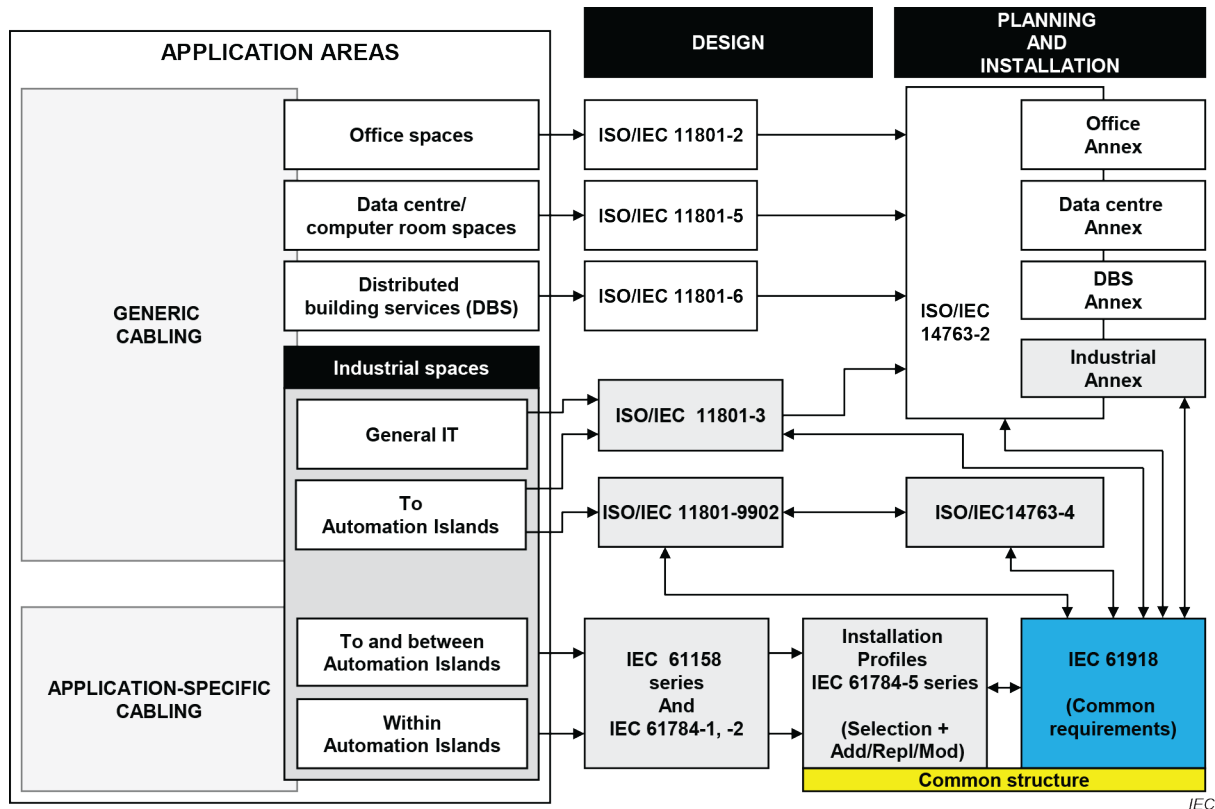 APPLICATION AREAS
DESIGN
PLANNING
AND
INSTALLATION
GENERIC
CABLING
Office spaces
ISO/IEC 11801-2
Office
Annex
Data centre/
computer room spaces
ISO/IEC 11801-5
Data centre
Annex
Distributed
building services (DBS)
ISO/IEC 11801-6
DBS
Annex
ISO/IEC
14763-2
Industrial
Annex
Industrial spaces
General IT
ISO/IEC 11801-3
To
Automation Islands
ISO/IEC 11801-9902
ISO/IEC14763-4
APPLICATION-SPECIFIC
CABLING
To and between
Automation Islands
Within
Automation Islands
IEC 61158
series
And
IEC 61784-1, -2
Installation
Profiles
IEC 61784-5 series
(Selection +
Add/Repl/Mod)
IEC 61918
(Common
requirements)
Common structure
IEC